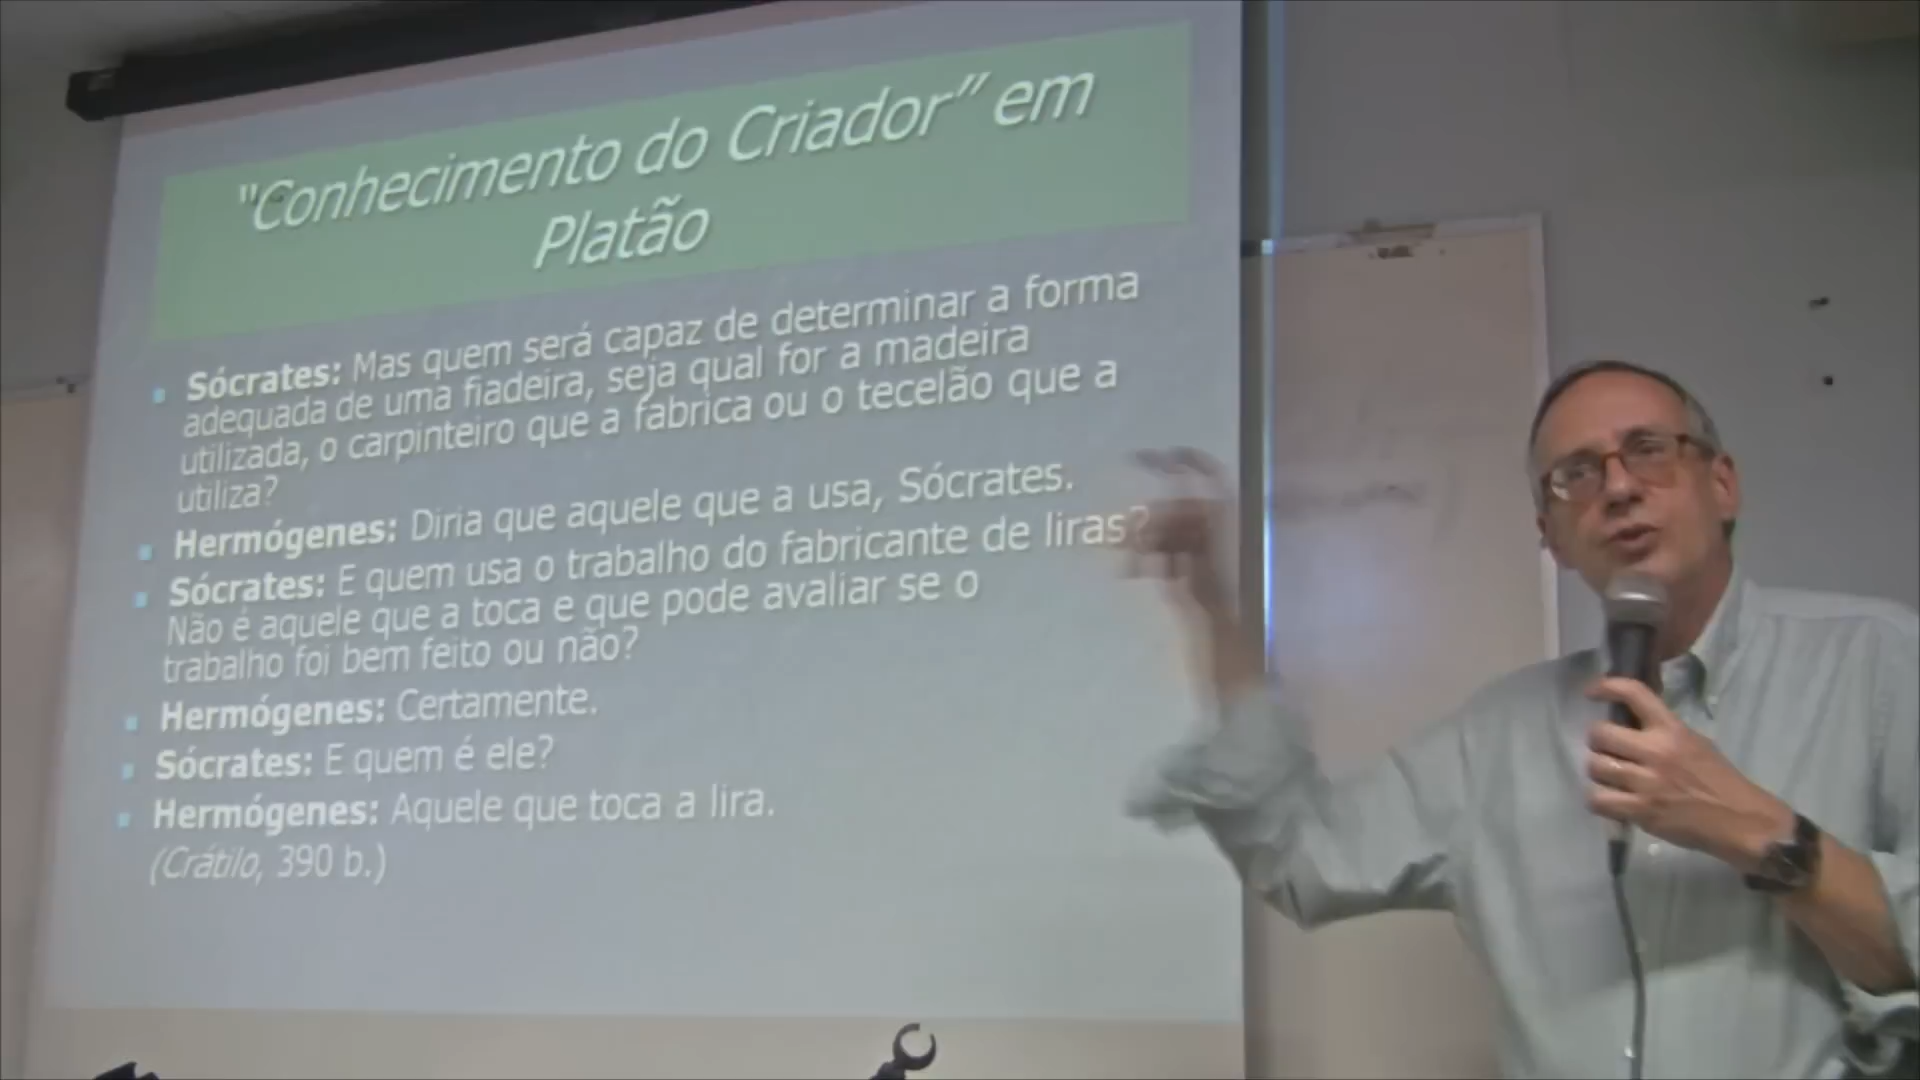 "Conhecimento do Criador” em
Platão
Sócrates: Mas quem será capaz de determinar a forma
adequada de uma fiadeira, seja qual for a madeira
utilizada, o carpinteiro que a fabrica ou o tecelão que a
utiliza?
Hermógenes: Diria que aquele que a usa, Sócrates.
Sócrates: E quem usa o trabalho do fabricante de liras?
Não é aquele que a toca e que pode avaliar se o
trabalho foi bem feito ou não?
Hermógenes: Certamente.
Sócrates: E quem é ele?
Hermógenes: Aquele que toca a lira.
(Crátilo, 390 b.)